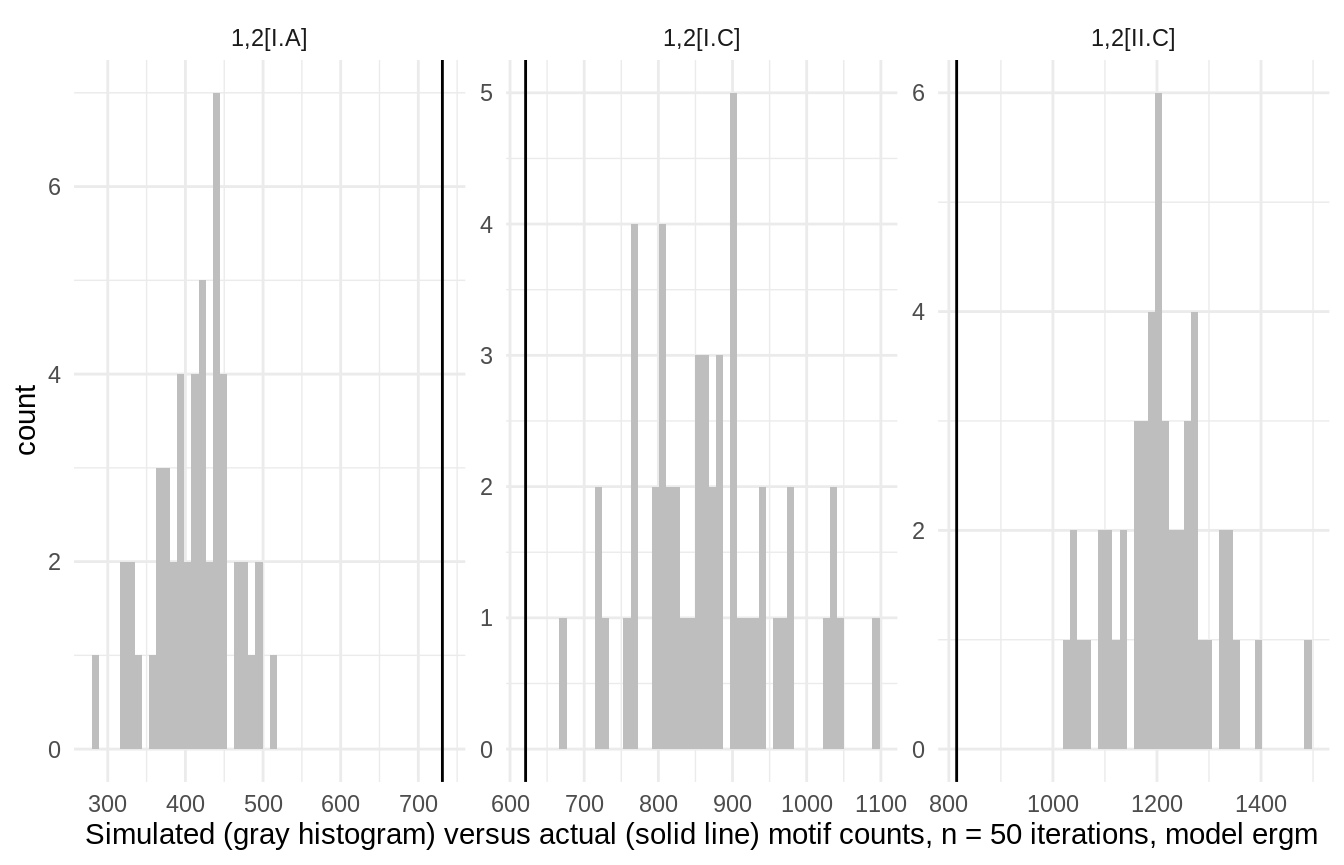 1,2[I.A] 1,2[I.C] 1,2[II.C]
count
6
4
2
0
5
4
3
2
1
0
6
4
2
0
300 400 500 600 700
600 700 800 900 1000 1100
800 1000 1200 1400
Simulated (gray histogram) versus actual (solid line) motif counts, n = 50 iterations, model ergm